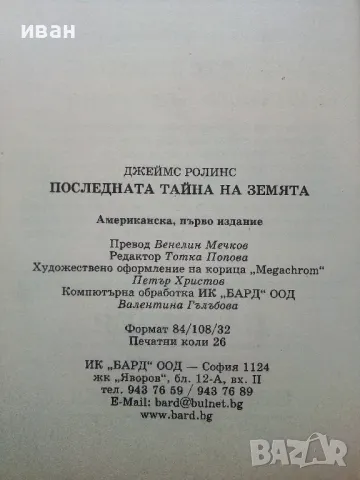 иван
ДЖЕЙМС РОЛИНС
ПОСЛЕДНАТА ТАЙНА НА ЗЕМЯТА
Американска, първо издание
Превод Венелин Мечков
Редактор Тотка Попова
Художествено оформление на корица „Megachrom"
Петър Христов
Компютърна обработка ИК „БАРД" ООД
Валентина Гълъбова
Формат 84/108/32
Печатни коли 26
ИК „БАРД" ООД — София 1124
жк „Яворов", бл. 12-А, вх. II
тел. 943 76 59 / 943 76 89
E-Mail: bard@bulnet.bg
www.bard.bg
BAZAR